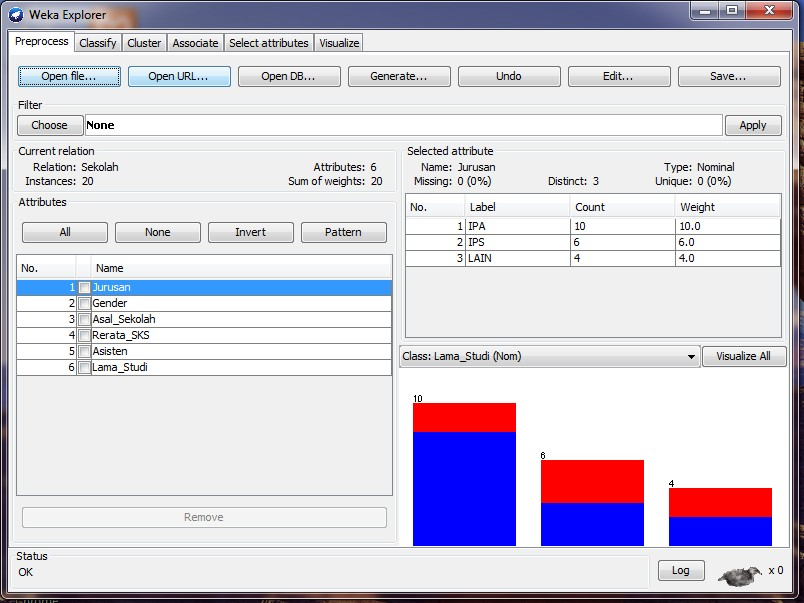 Weka Explorer
Preprocess Classify Cluster Associate Select attributes Visualize
Open file... Open URL... Open DB... Generate... Undo Edit... Save...
Filter
Choose None Apply
Current relation
Relation: Sekolah Attributes: 6
Instances: 20 Sum of weights: 20
Attributes
All None Invert Pattern
No. Name
1 Jurusan
2 Gender
3 Asal_Sekolah
4 Rerata_SKS
5 Asisten
6 Lama_Studi
Remove
Selected attribute
Name: Jurusan Type: Nominal
Missing: 0 (0%) Distinct: 3 Unique: 0 (0%)
No. Label Count Weight
1 IPA 10 10.0
2 IPS 6 6.0
3 LAIN 4 4.0
Class: Lama_Studi (Nom) Visualize All
10
6
4
Status
OK
Log x 0